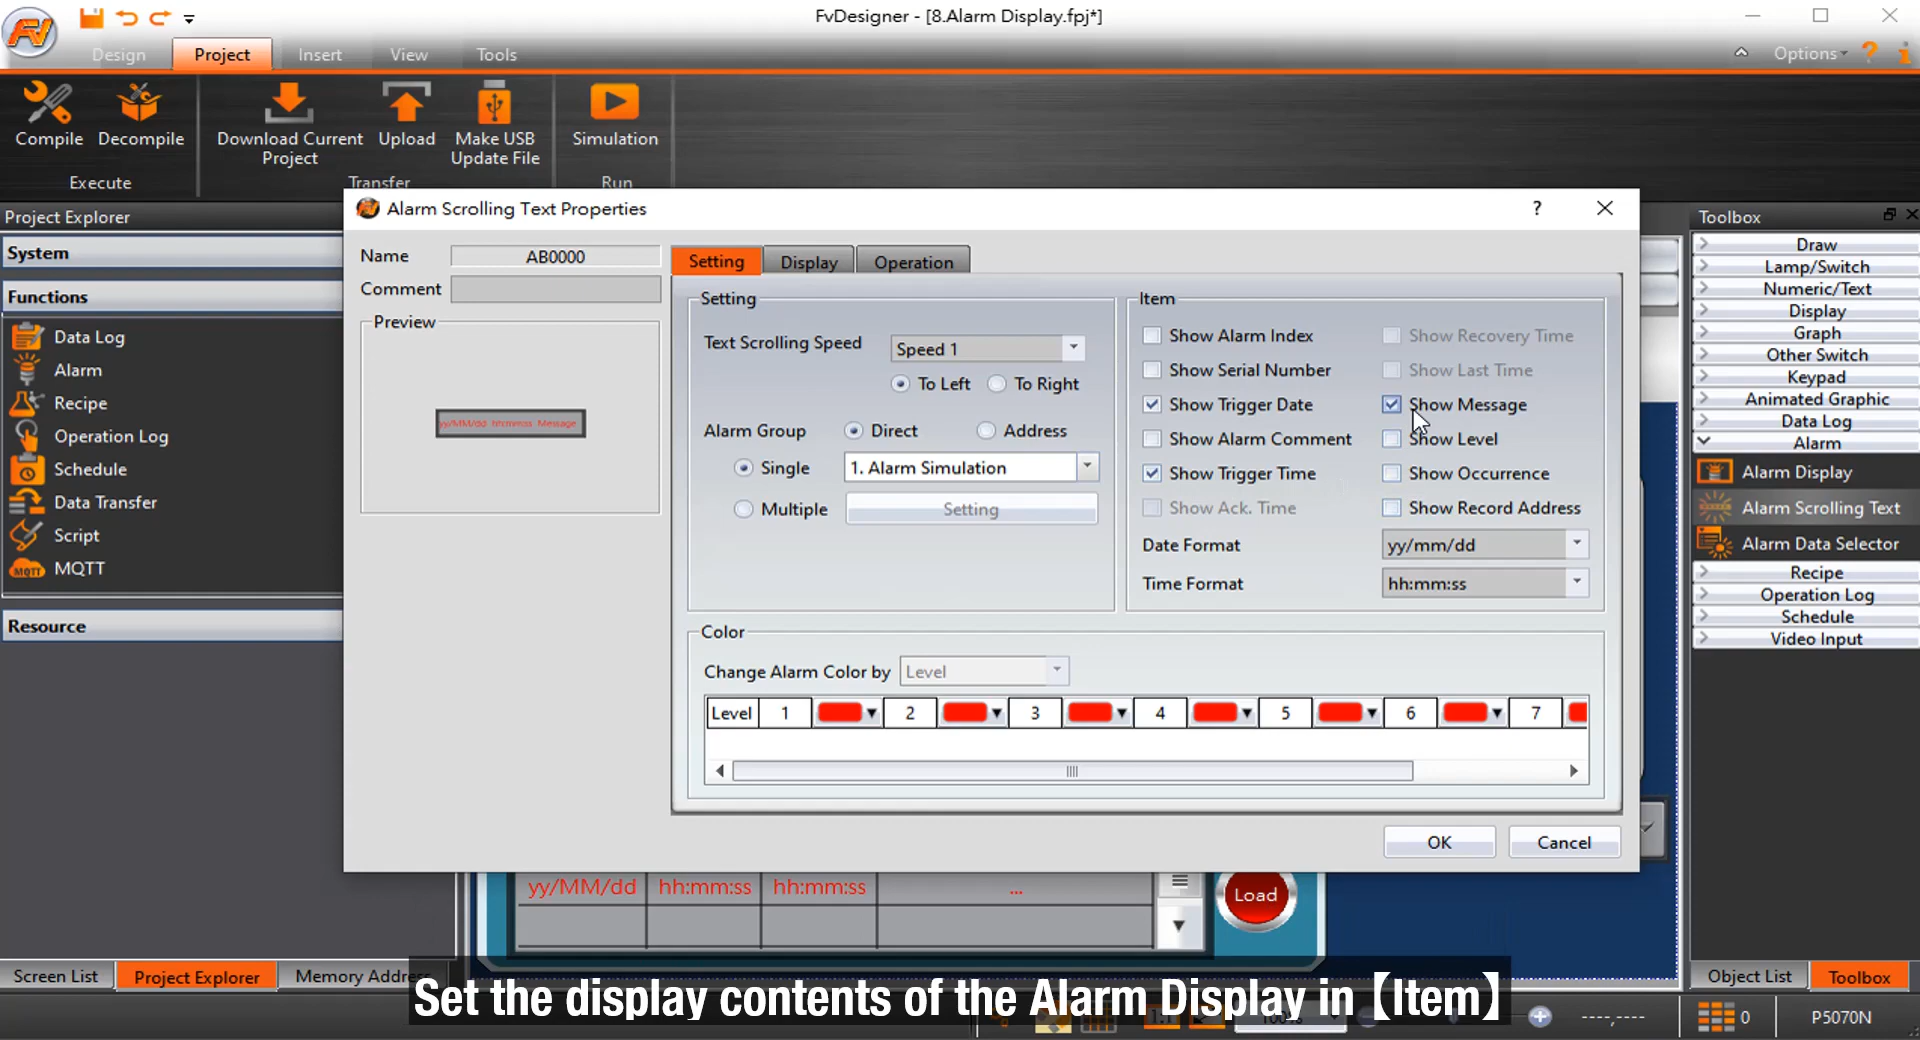 FvDesigner - [8.Alarm Display.fpj*]
Design
Project
Insert
View
Tools
Options
Compile
Decompile
Download Current
Project
Upload
Make USB
Update File
Simulation
Execute
Transfer
Run
Project Explorer
System
Functions
Data Log
Alarm
Recipe
Operation Log
Schedule
Data Transfer
Script
MQTT
Resource
Alarm Scrolling Text Properties
?
Name
AB0000
Comment
Preview
yy/MM/dd hh:mm:ss Message
Setting
Display
Operation
Setting
Text Scrolling Speed
Speed 1
To Left
To Right
Alarm Group
Direct
Address
Single
1. Alarm Simulation
Multiple
Setting
Item
Show Alarm Index
Show Recovery Time
Show Serial Number
Show Last Time
Show Trigger Date
Show Message
Show Alarm Comment
Show Level
Show Trigger Time
Show Occurrence
Show Ack. Time
Show Record Address
Date Format
yy/mm/dd
Time Format
hh:mm:ss
Color
Change Alarm Color by
Level
Level 1 2 3 4 5 6 7
OK
Cancel
yy/MM/dd hh:mm:ss hh:mm:ss ...
Load
Toolbox
Draw
Lamp/Switch
Numeric/Text
Display
Graph
Other Switch
Keypad
Animated Graphic
Data Log
Alarm
Alarm Display
Alarm Scrolling Text
Alarm Data Selector
Recipe
Operation Log
Schedule
Video Input
Screen List
Project Explorer
Memory Addre
Object List
Toolbox
Set the display contents of the Alarm Display in【Item】
----,----
0
P5070N